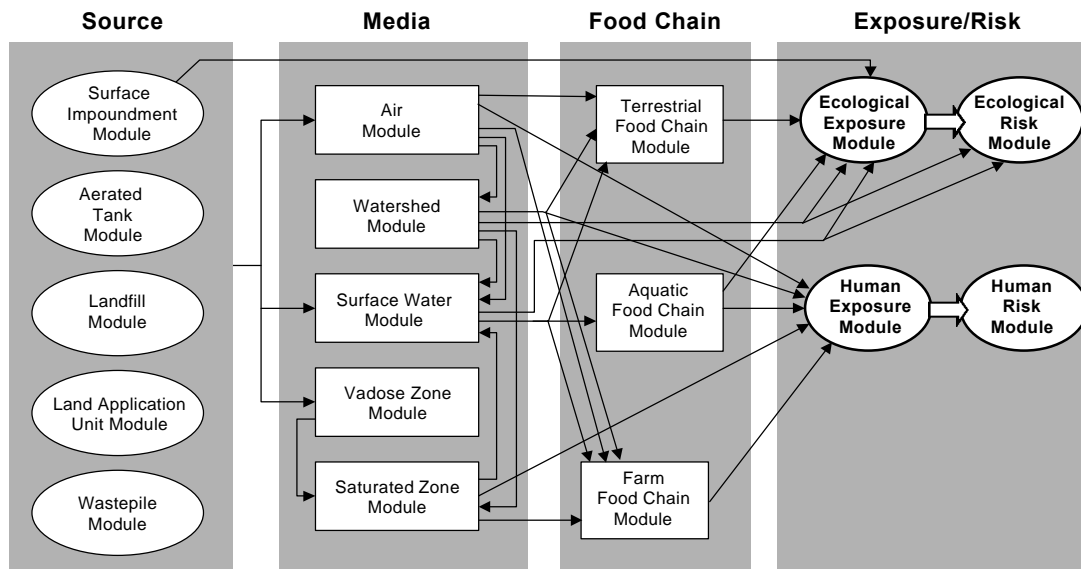 Source
Media
Food Chain
Exposure/Risk
Surface
Impoundment
Module
Aerated
Tank
Module
Landfill
Module
Land Application
Unit Module
Wastepile
Module
Air
Module
Watershed
Module
Surface Water
Module
Vadose Zone
Module
Saturated Zone
Module
Terrestrial
Food Chain
Module
Aquatic
Food Chain
Module
Farm
Food Chain
Module
Ecological
Exposure
Module
Ecological
Risk
Module
Human
Exposure
Module
Human
Risk
Module